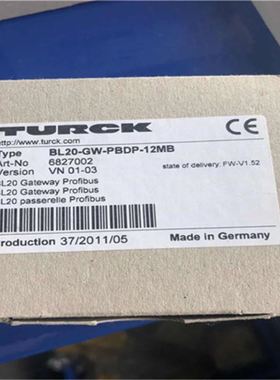 TURCK
http://www.turck.com
Type BL20-GW-PBDP-12MB
Art-No 6827002
Version VN 01-03
state of delivery: FW-V1.52
BL20 Gateway Profibus
BL20 Gateway Profibus
BL20 passerelle Profibus
roduction 37/2011/05 Made in Germany
CE